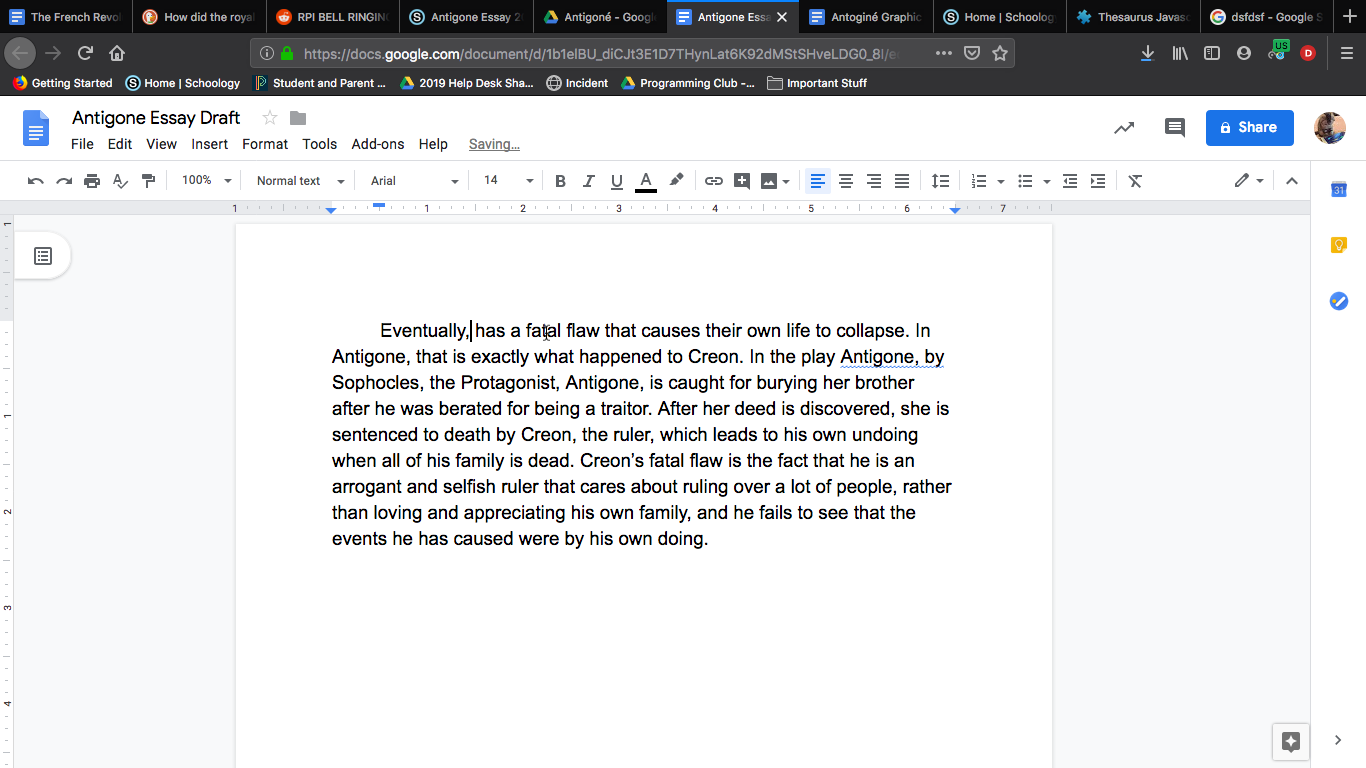 The French Revol How did the royal RPI BELL RINGING Antigone Essay 2 Antigoné - Google Antigone Essa Antoginé Graphic Home | Schoology Thesaurus Javasc dsfdsf - Google S
https://docs.google.com/document/d/1b1elBU_diCJt3E1D7THynLat6K92dMStSHveLDG0_8I/e US D
Getting Started Home | Schoology Student and Parent ... 2019 Help Desk Sha... Incident Programming Club -... Important Stuff
Antigone Essay Draft
File Edit View Insert Format Tools Add-ons Help Saving...
Share
100% Normal text Arial 14 B I U A
1 1 2 3 4 5 6 7
31
Eventually, has a fatal flaw that causes their own life to collapse. In
Antigone, that is exactly what happened to Creon. In the play Antigone, by
Sophocles, the Protagonist, Antigone, is caught for burying her brother
after he was berated for being a traitor. After her deed is discovered, she is
sentenced to death by Creon, the ruler, which leads to his own undoing
when all of his family is dead. Creon's fatal flaw is the fact that he is an
arrogant and selfish ruler that cares about ruling over a lot of people, rather
than loving and appreciating his own family, and he fails to see that the
events he has caused were by his own doing.
1
1
2
3
4